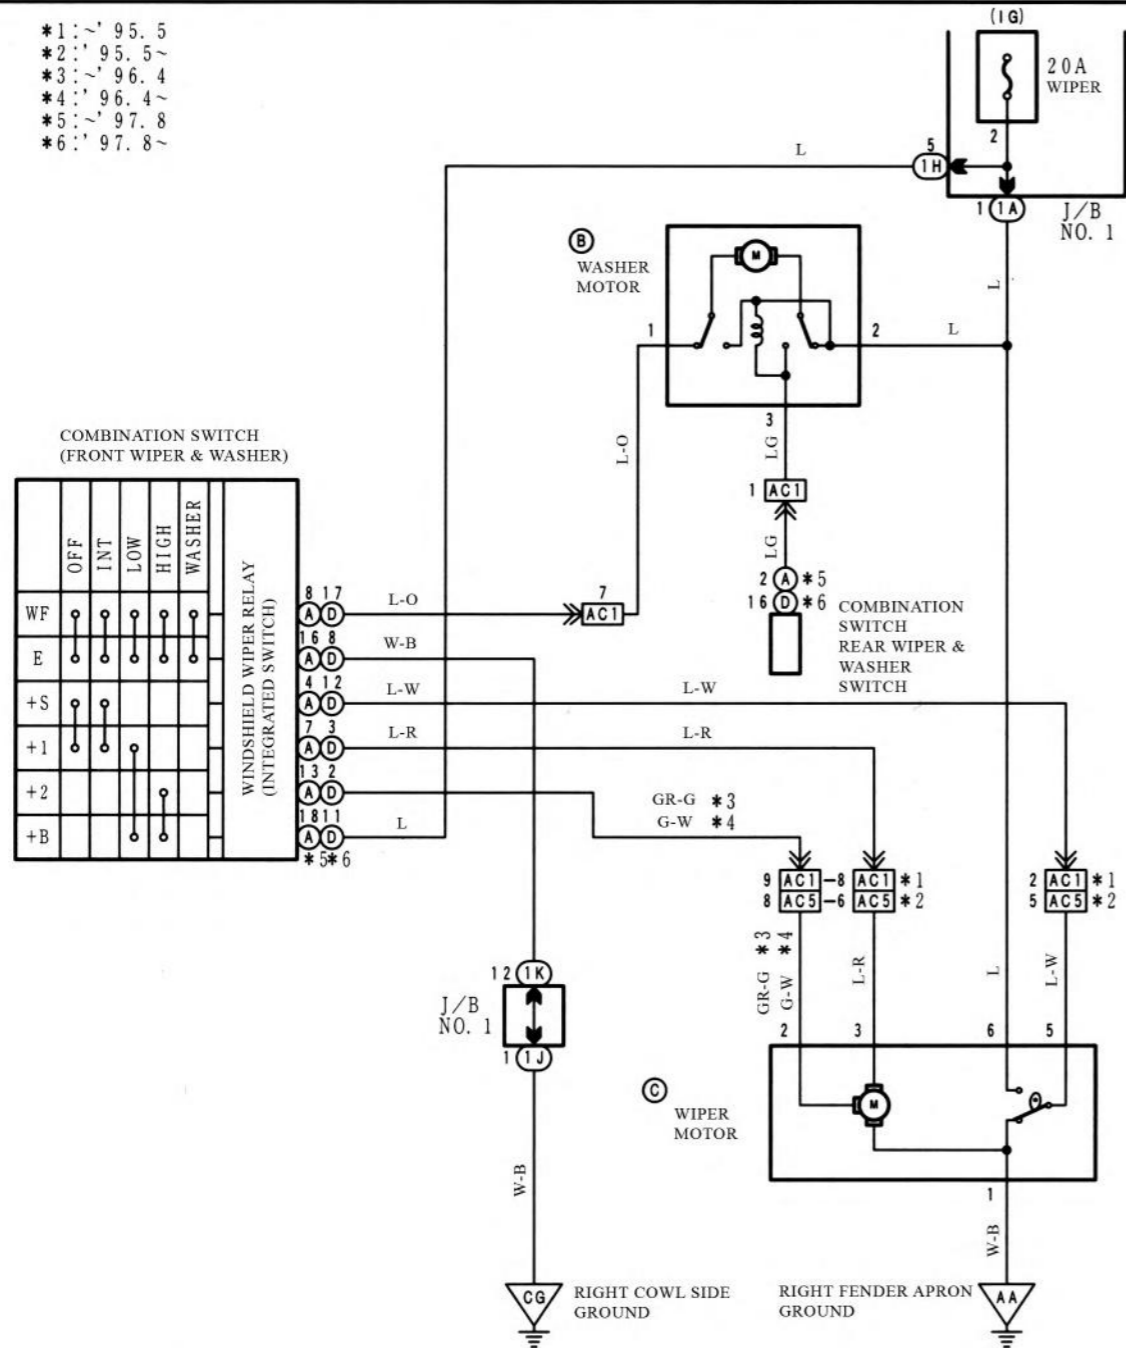 *1:~'95.5
*2:'95.5~
*3:~'96.4
*4:'96.4~
*5:~'97.8
*6:'97.8~
(IG)
20A
WIPER
2
5
1H
L
1 1A
J/B
NO. 1
L
B
WASHER
MOTOR
M
1
2
L
3
L-O
LG
1 AC1
LG
2 A *5
16 D *6
COMBINATION
SWITCH
REAR WIPER &
WASHER
SWITCH
COMBINATION SWITCH
(FRONT WIPER & WASHER)
OFF
INT
LOW
HIGH
WASHER
WINDSHIELD WIPER RELAY
(INTEGRATED SWITCH)
WF
E
+S
+1
+2
+B
8 17
A D
L-O
7
AC1
16 8
A D
W-B
4 12
A D
L-W
L-W
7 3
A D
L-R
L-R
13 2
A D
GR-G *3
G-W *4
18 11
A D
L
*5 *6
9 AC1 -8 AC1 *1
8 AC5 -6 AC5 *2
2 AC1 *1
5 AC5 *2
GR-G *3
G-W *4
L-R
L
L-W
12 1K
J/B
NO. 1
1 1J
2
3
6
5
C
WIPER
MOTOR
M
1
W-B
W-B
CG
RIGHT COWL SIDE
GROUND
RIGHT FENDER APRON
GROUND
AA